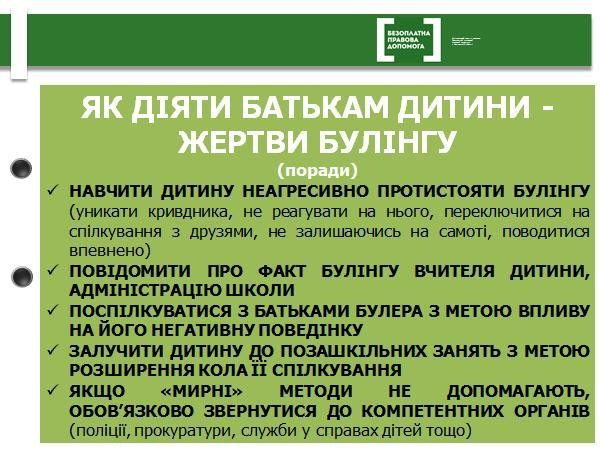 БЕЗОПЛАТНА
ПРАВОВА
ДОПОМОГА
ЯК ДІЯТИ БАТЬКАМ ДИТИНИ -
ЖЕРТВИ БУЛІНГУ
(поради)
✓ НАВЧИТИ ДИТИНУ НЕАГРЕСИВНО ПРОТИСТОЯТИ БУЛІНГУ
(уникати кривдника, не реагувати на нього, переключитися на
спілкування з друзями, не залишаючись на самоті, поводитися
впевнено)
✓ ПОВІДОМИТИ ПРО ФАКТ БУЛІНГУ ВЧИТЕЛЯ ДИТИНИ,
АДМІНІСТРАЦІЮ ШКОЛИ
✓ ПОСПІЛКУВАТИСЯ З БАТЬКАМИ БУЛЕРА З МЕТОЮ ВПЛИВУ
НА ЙОГО НЕГАТИВНУ ПОВЕДІНКУ
✓ ЗАЛУЧИТИ ДИТИНУ ДО ПОЗАШКІЛЬНИХ ЗАНЯТЬ З МЕТОЮ
РОЗШИРЕННЯ КОЛА ЇЇ СПІЛКУВАННЯ
✓ ЯКЩО «МИРНІ» МЕТОДИ НЕ ДОПОМАГАЮТЬ,
ОБОВ’ЯЗКОВО ЗВЕРНУТИСЯ ДО КОМПЕТЕНТНИХ ОРГАНІВ
(поліції, прокуратури, служби у справах дітей тощо)